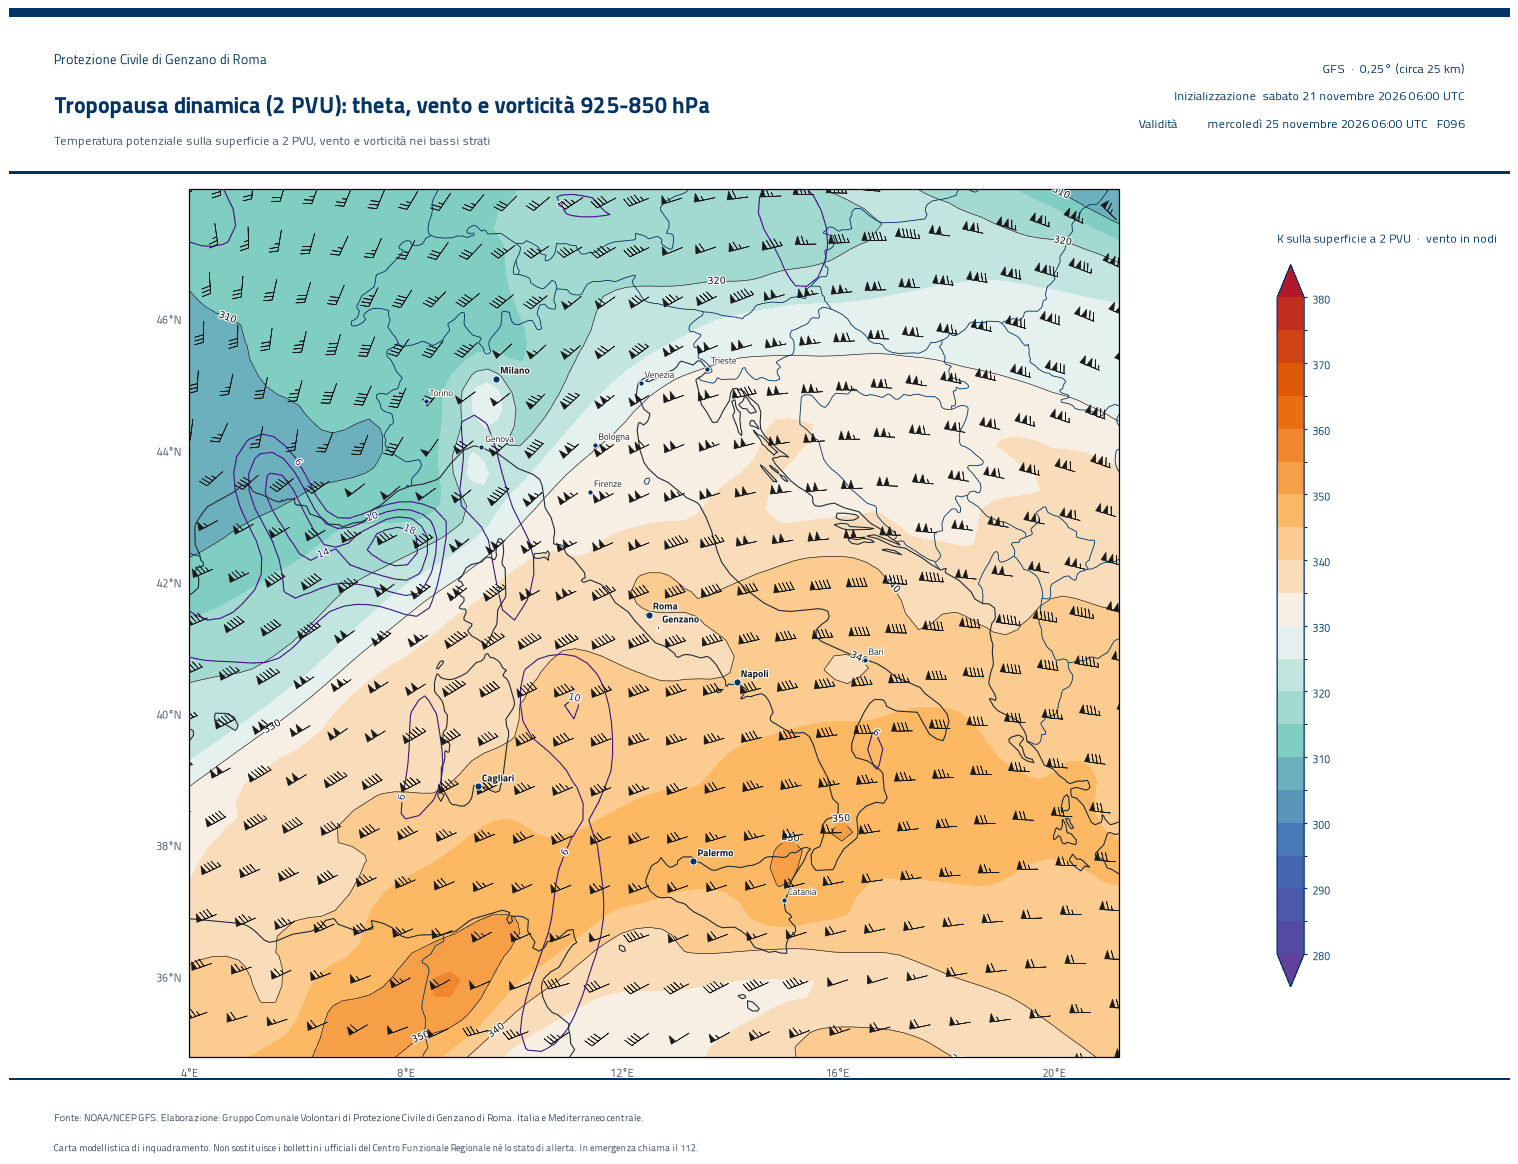 Protezione Civile di Genzano di Roma
Tropopausa dinamica (2 PVU): theta, vento e vorticità 925-850 hPa
Temperatura potenziale sulla superficie a 2 PVU, vento e vorticità nei bassi strati
GFS · 0,25° (circa 25 km)
Inizializzazione sabato 21 novembre 2026 06:00 UTC
Validità mercoledì 25 novembre 2026 06:00 UTC F096
K sulla superficie a 2 PVU · vento in nodi
380
370
360
350
340
330
320
310
300
290
280
46°N
44°N
42°N
40°N
38°N
36°N
4°E
8°E
12°E
16°E
20°E
310
320
320
310
Milano
Torino
Trieste
Venezia
Genova
Bologna
Firenze
6
10
18
14
Roma
Genzano
Bari
Napoli
330
10
6
Cagliari
6
350
6
Palermo
Catania
350
340
Fonte: NOAA/NCEP GFS. Elaborazione: Gruppo Comunale Volontari di Protezione Civile di Genzano di Roma. Italia e Mediterraneo centrale.
Carta modellistica di inquadramento. Non sostituisce i bollettini ufficiali del Centro Funzionale Regionale né lo stato di allerta. In emergenza chiama il 112.